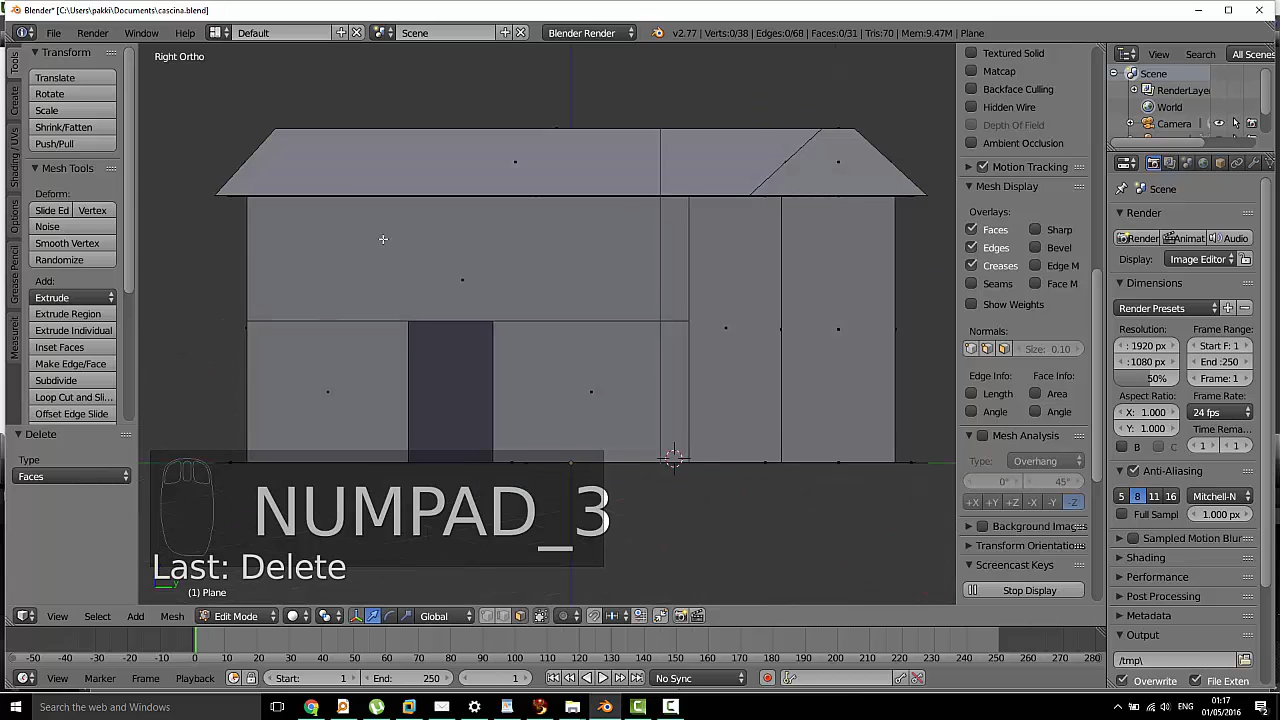 Blender* [C:\Users\pakki\Documents\cascina.blend]
File Render Window Help Default Scene Blender Render v2.77 | Verts:0/38 | Edges:0/68 | Faces:0/31 | Tris:70 | Mem:9.47M | Plane
Tools
Create
Shading / UVs
Options
Grease Pencil
Transform
Translate
Rotate
Scale
Shrink/Fatten
Push/Pull
Mesh Tools
Deform:
Slide Ed Vertex
Noise
Smooth Vertex
Randomize
Add:
Extrude
Extrude Region
Extrude Individual
Inset Faces
Make Edge/Face
Subdivide
Loop Cut and Sli...
Offset Edge Slide
Delete
Type
Faces
Right Ortho
NUMPAD_3
Last: Delete
(1) Plane
Textured Solid
Matcap
Backface Culling
Hidden Wire
Depth Of Field
Ambient Occlusion
Motion Tracking
Mesh Display
Overlays:
Faces Sharp
Edges Bevel
Creases Edge M
Seams Face M
Show Weights
Normals:
Size: 0.10
Edge Info: Face Info:
Length Area
Angle Angle
Mesh Analysis
Type: Overhang
0° 45°
+X +Y +Z -X -Y -Z
Background Imag
Transform Orientatio
Screencast Keys
Stop Display
View Search All Scenes
Scene
RenderLaye
World
Camera
Scene
Render
Render Animat Audio
Display: Image Editor
Dimensions
Render Presets
Resolution: Frame Range:
: 1920 px Start F: 1
: 1080 px End :250
50% Frame: 1
Aspect Ratio: Frame Rate:
X: 1.000 24 fps
Y: 1.000 Time Rema...
B C 1 1
Anti-Aliasing
5 8 11 16 Mitchell-N
Full Sampl 1.000 px
Sampled Motion Blur
Shading
Performance
Post Processing
Metadata
Output
/tmp\
Overwrite File Exten
View Select Add Mesh Edit Mode Global
-50 -40 -30 -20 -10 0 10 20 30 40 50 60 70 80 90 100 110 120 130 140 150 160 170 180 190 200 210 220 230 240 250 260 270 280
View Marker Frame Playback Start: 1 End: 250 1 No Sync
Search the web and Windows
ENG
01:17
01/05/2016